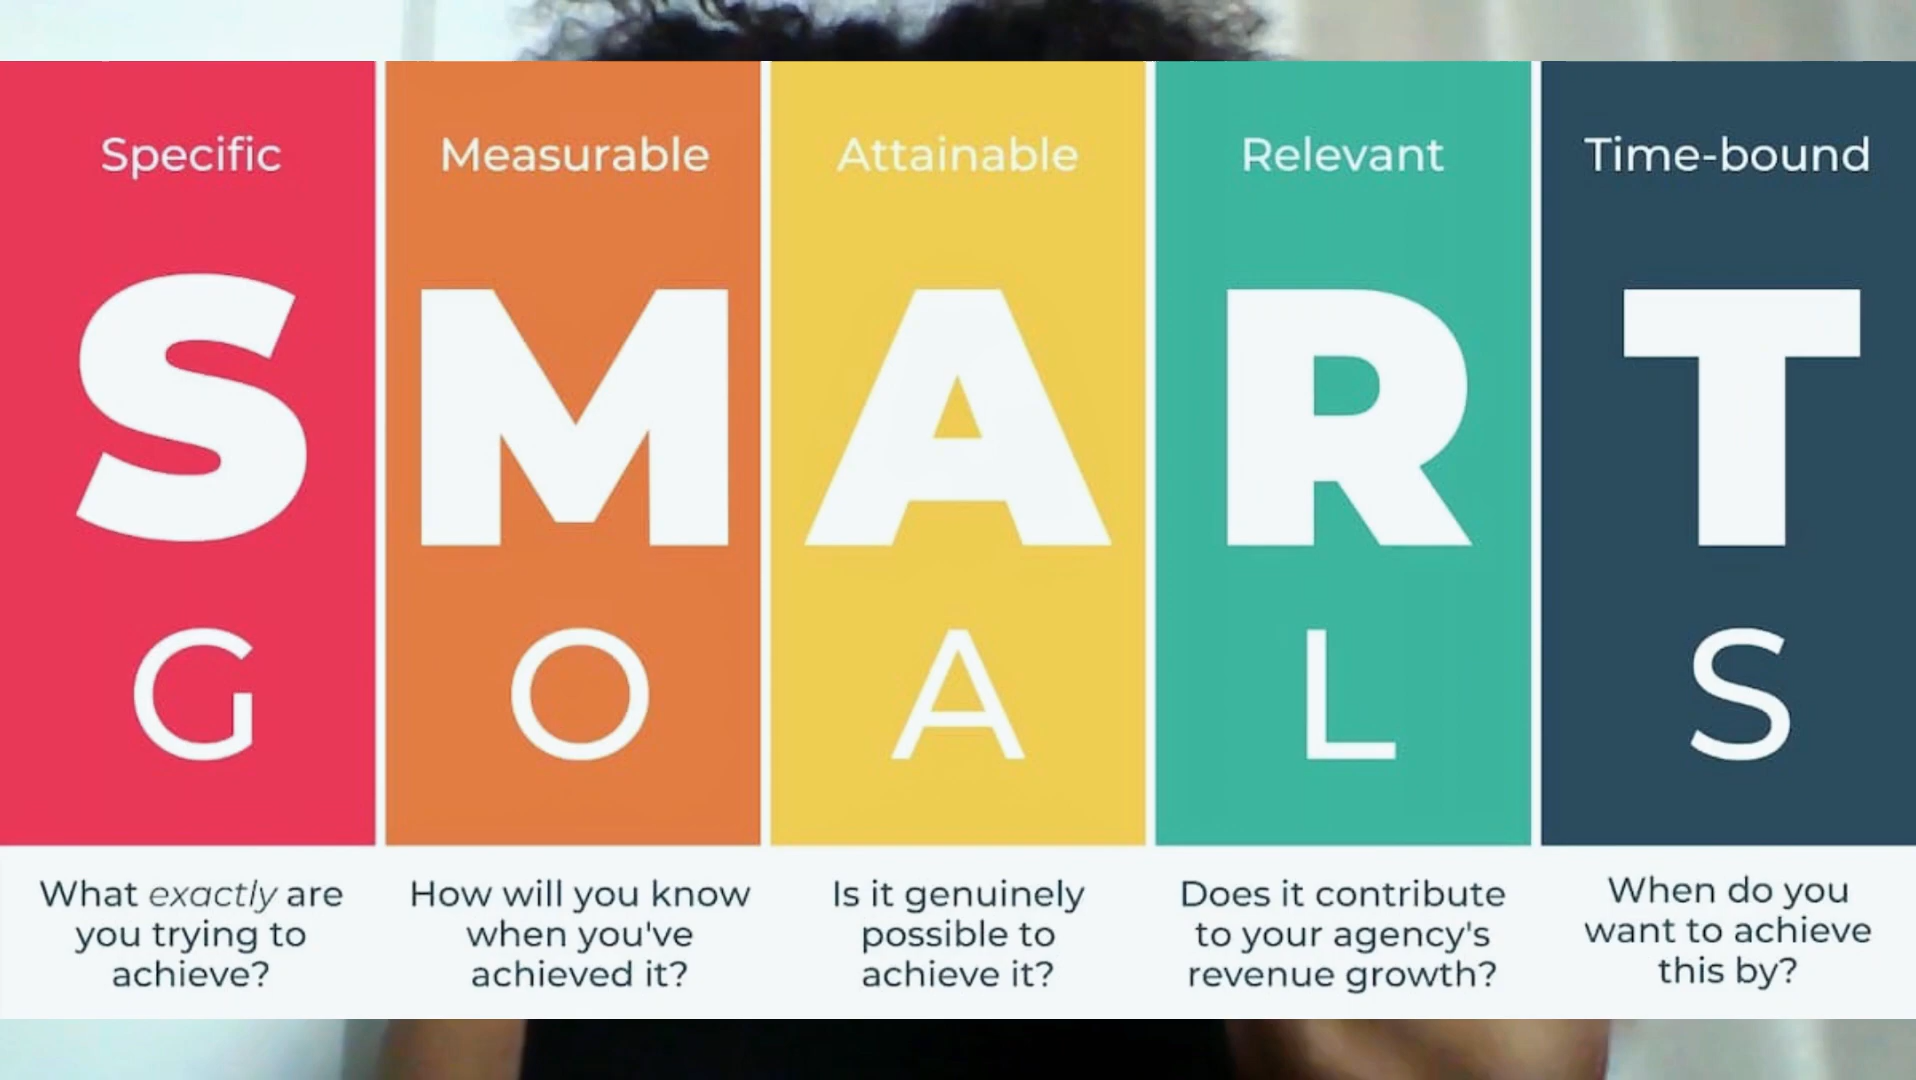 Specific
Measurable
Attainable
Relevant
Time-bound
S M A R T
G O A L S
What exactly are
you trying to
achieve?
How will you know
when you've
achieved it?
Is it genuinely
possible to
achieve it?
Does it contribute
to your agency's
revenue growth?
When do you
want to achieve
this by?